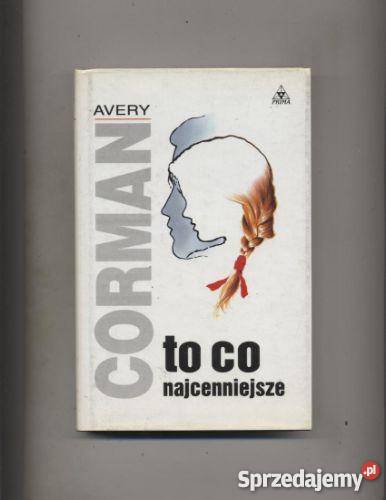 AVERY
PRIMA
CORMAN
to co
najcenniejsze
Sprzedajemy.pl